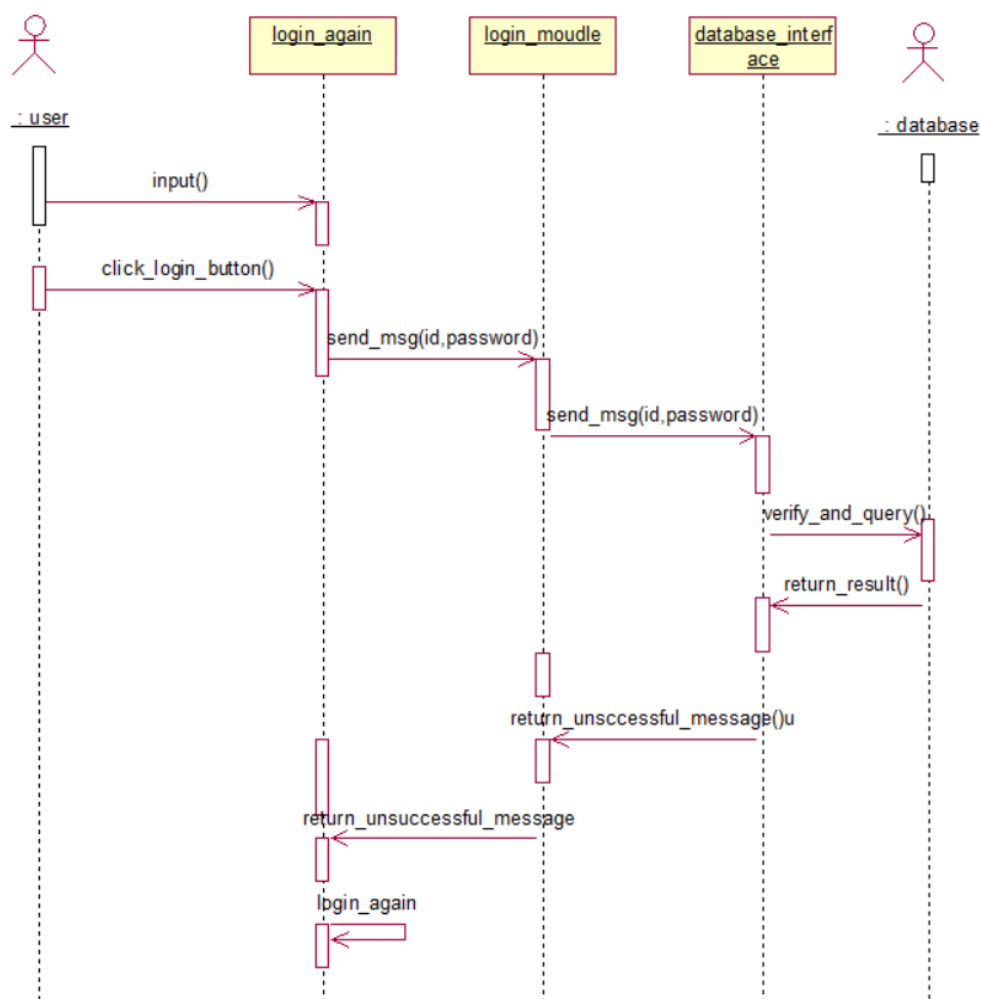 login_again
login_moudle
database_interf
ace
: user
: database
input()
click_login_button()
send_msg(id,password)
send_msg(id,password)
verify_and_query()
return_result()
return_unsccessful_message()u
return_unsuccessful_message
login_again